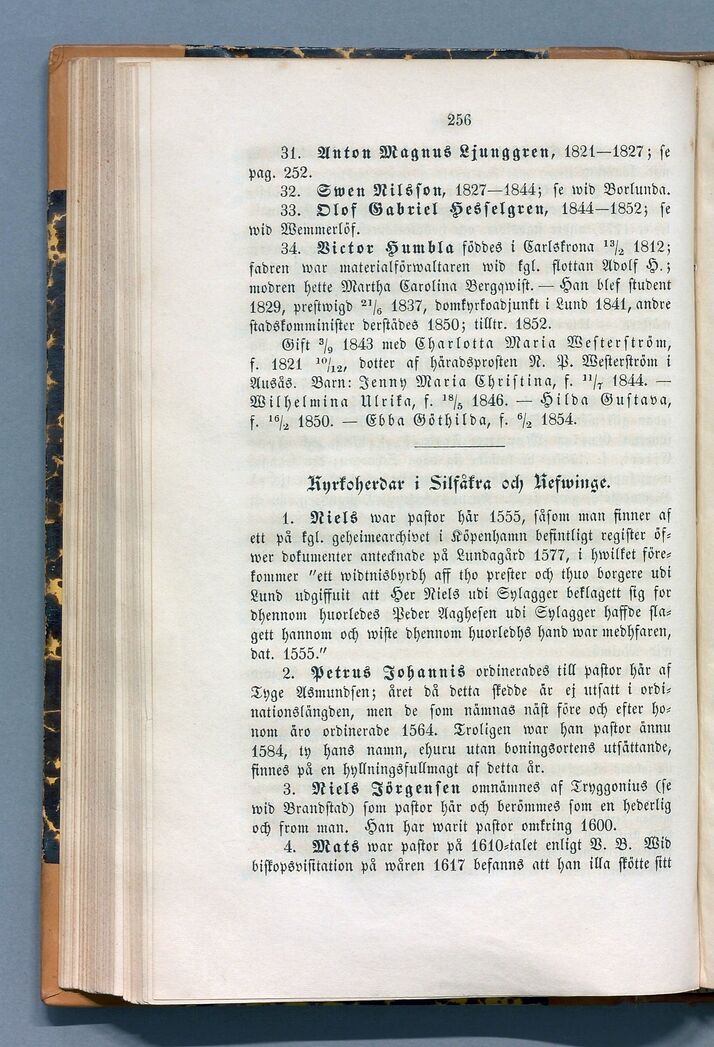 256
31. Anton Magnus Ljunggren, 1821—1827; se
pag. 252.
32. Swen Nilsson, 1827—1844; se wid Borlunda.
33. Olof Gabriel Hesselgren, 1844—1852; se
wid Wemmerlöf.
34. Victor Humbla föddes i Carlskrona 13/2 1812;
fadren war materialförwaltaren wid kgl. flottan Adolf H.;
modren hette Martha Carolina Bergqwist. — Han blef student
1829, prestwigd 21/6 1837, domkyrkoadjunkt i Lund 1841, andre
stadskomminister derstädes 1850; tilltr. 1852.
Gift 3/9 1843 med Charlotta Maria Westerström,
f. 1821 10/12, dotter af häradsprosten N. P. Westerström i
Ausås. Barn: Jenny Maria Christina, f. 11/7 1844. —
Wilhelmina Ulrika, f. 18/5 1846. — Hilda Gustava,
f. 16/2 1850. — Ebba Göthilda, f. 6/2 1854.
Kyrkoherdar i Silfåkra och Refwinge.
1. Niels war pastor här 1555, såsom man finner af
ett på kgl. geheimearchivet i Köpenhamn befintligt register öf-
wer dokumenter antecknade på Lundagård 1577, i hwilket före-
kommer "ett widtnisbyrdh aff tho prester och thuo borgere udi
Lund udgiffuit att Her Niels udi Sylagger beklagett sig for
dhennom huorledes Peder Aaghesen udi Sylagger haffde sla-
gett hannom och wiste dhennom huorledhs hand war medhfaren,
dat. 1555."
2. Petrus Johannis ordinerades till pastor här af
Tyge Asmundsen; året då detta skedde är ej utsatt i ordi-
nationslängden, men de som nämnas näst före och efter ho-
nom äro ordinerade 1564. Troligen war han pastor ännu
1584, ty hans namn, ehuru utan boningsortens utsättande,
finnes på en hyllningsfullmagt af detta år.
3. Niels Jörgensen omnämnes af Tryggonius (se
wid Brandstad) som pastor här och berömmes som en hederlig
och from man. Han har warit pastor omkring 1600.
4. Mats war pastor på 1610-talet enligt V. B. Wid
biskopsvisitation på wåren 1617 befanns att han illa skötte sitt